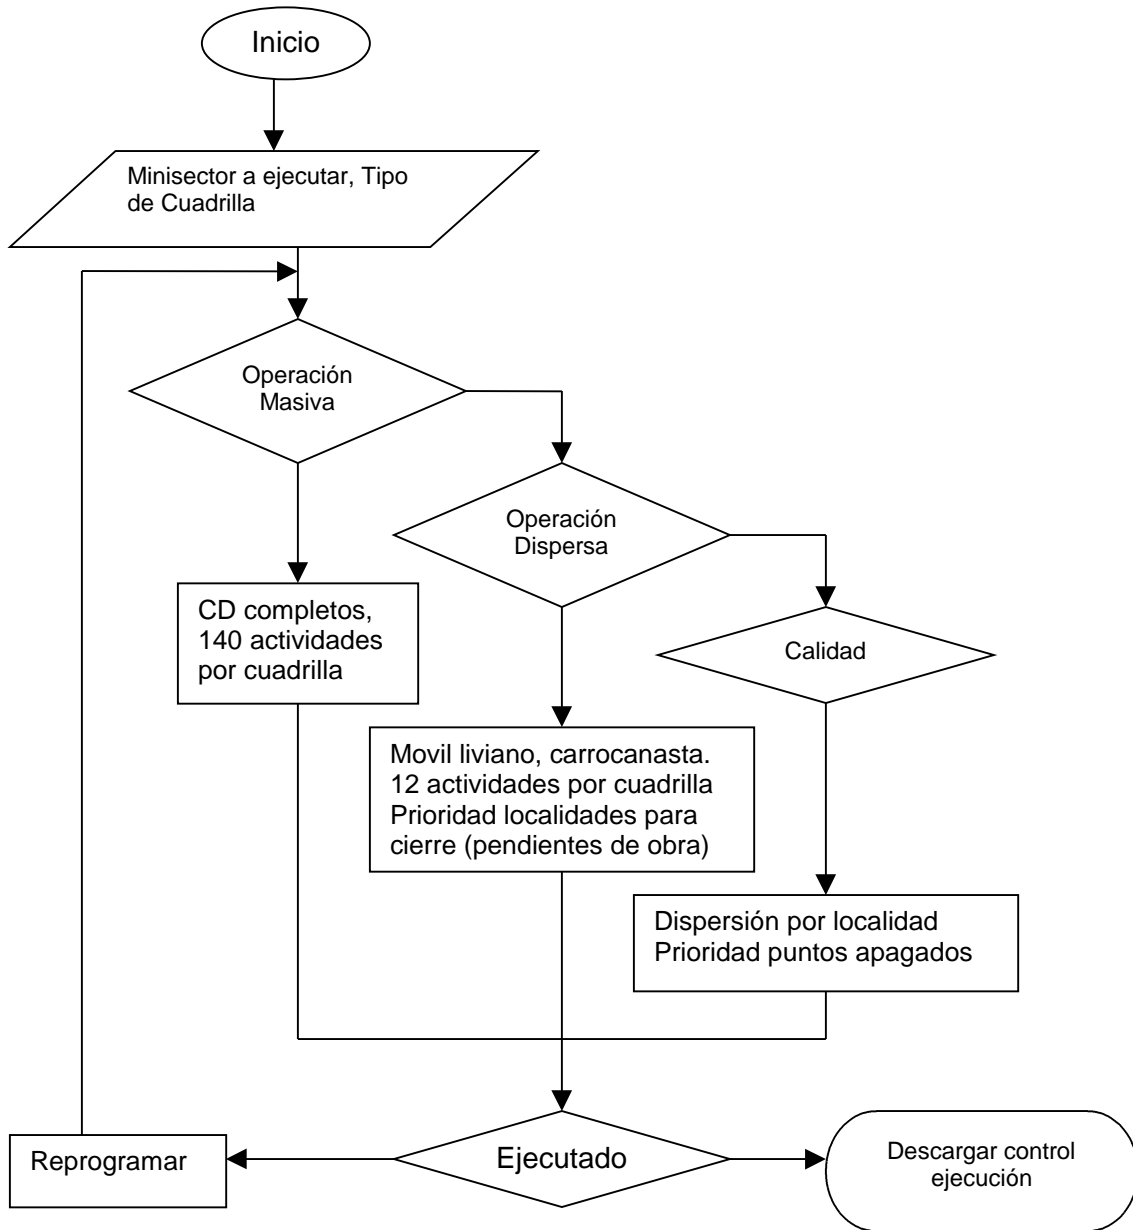 Inicio
Minisector a ejecutar, Tipo
de Cuadrilla
Operación
Masiva
Operación
Dispersa
CD completos,
140 actividades
por cuadrilla
Calidad
Movil liviano, carrocanasta.
12 actividades por cuadrilla
Prioridad localidades para
cierre (pendientes de obra)
Dispersión por localidad
Prioridad puntos apagados
Reprogramar
Ejecutado
Descargar control
ejecución